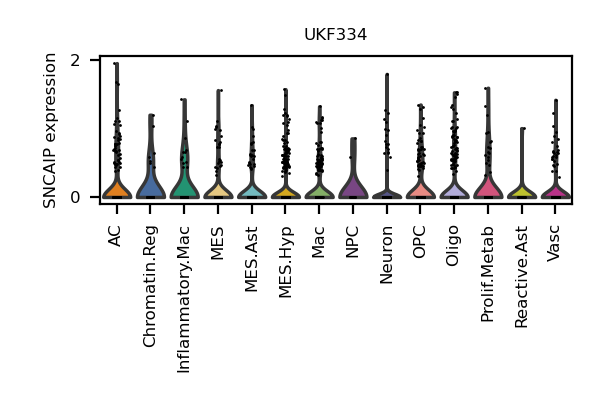 UKF334
SNCAIP expression
2
0
AC
Chromatin.Reg
Inflammatory.Mac
MES
MES.Ast
MES.Hyp
Mac
NPC
Neuron
OPC
Oligo
Prolif.Metab
Reactive.Ast
Vasc